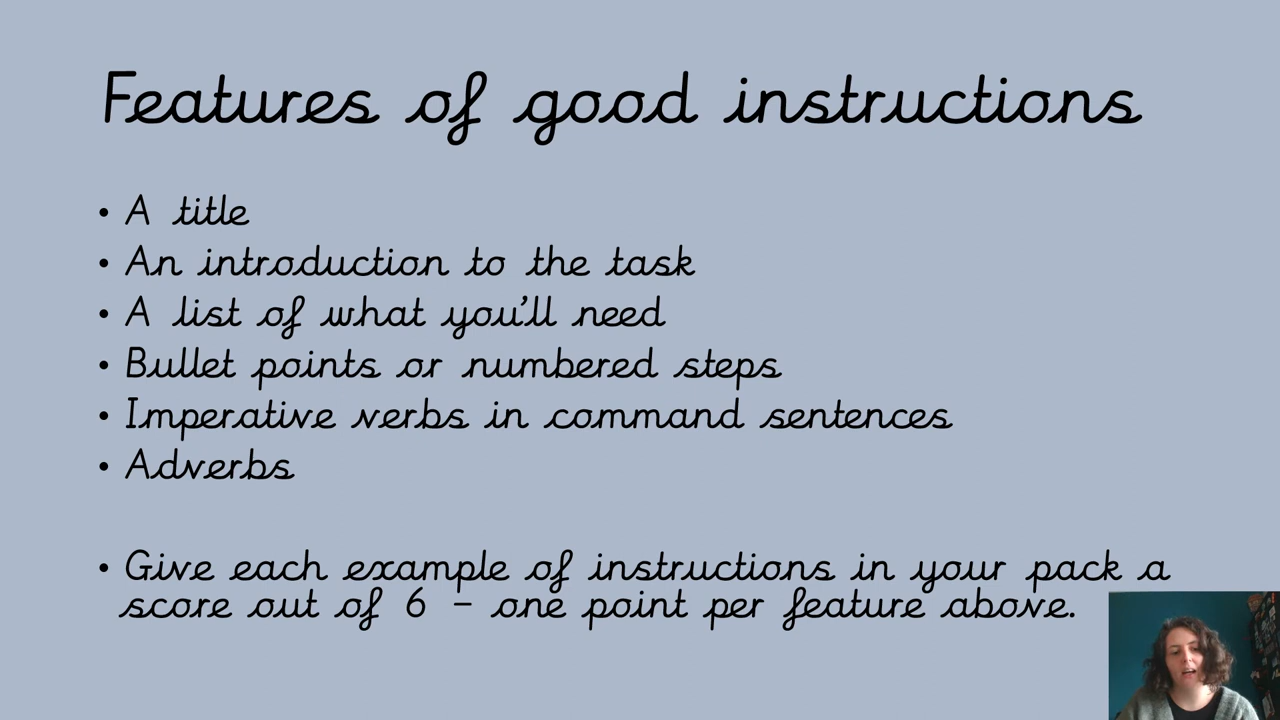 Features of good instructions
• A title
• An introduction to the task
• A list of what you'll need
• Bullet points or numbered steps
• Imperative verbs in command sentences
• Adverbs
• Give each example of instructions in your pack a
score out of 6 – one point per feature above.